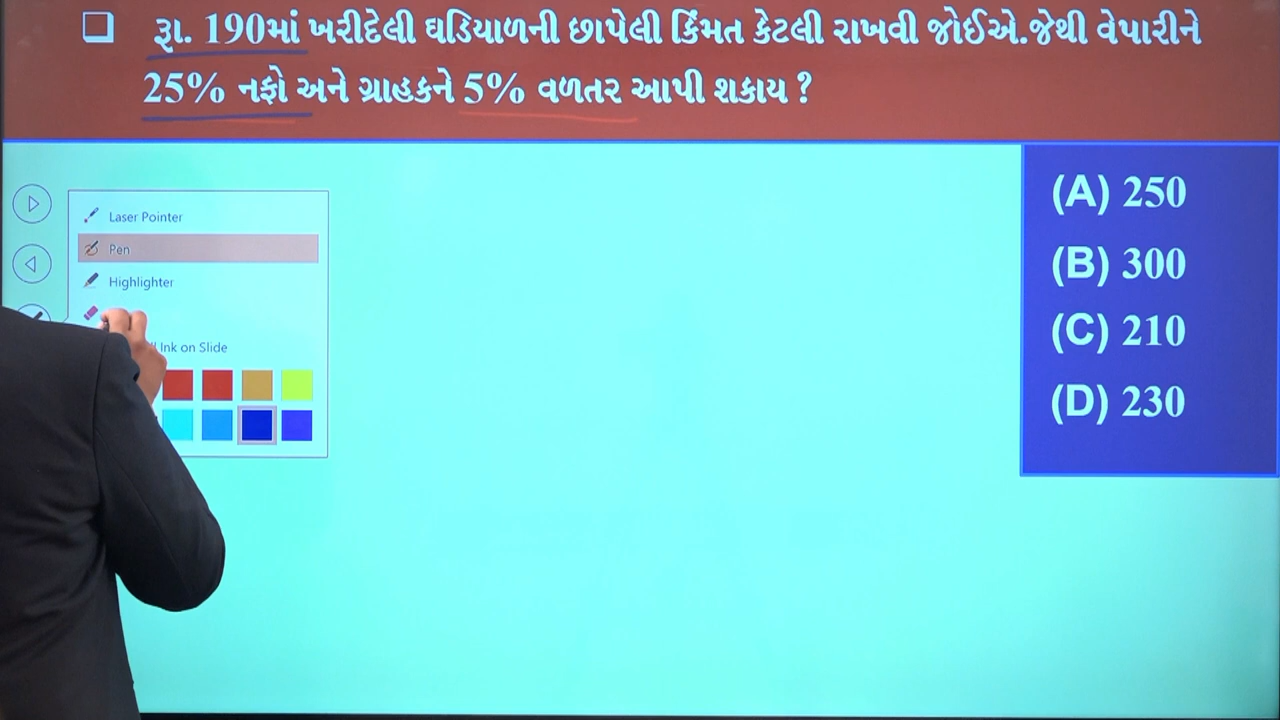 ❑ રૂા. 190માં ખરીદેલી ઘડિયાળની છાપેલી કિંમત કેટલી રાખવી જોઈએ.જેથી વેપારીને
25% નફો અને ગ્રાહકને 5% વળતર આપી શકાય ?
Laser Pointer
Pen
Highlighter
Ink on Slide
(A) 250
(B) 300
(C) 210
(D) 230